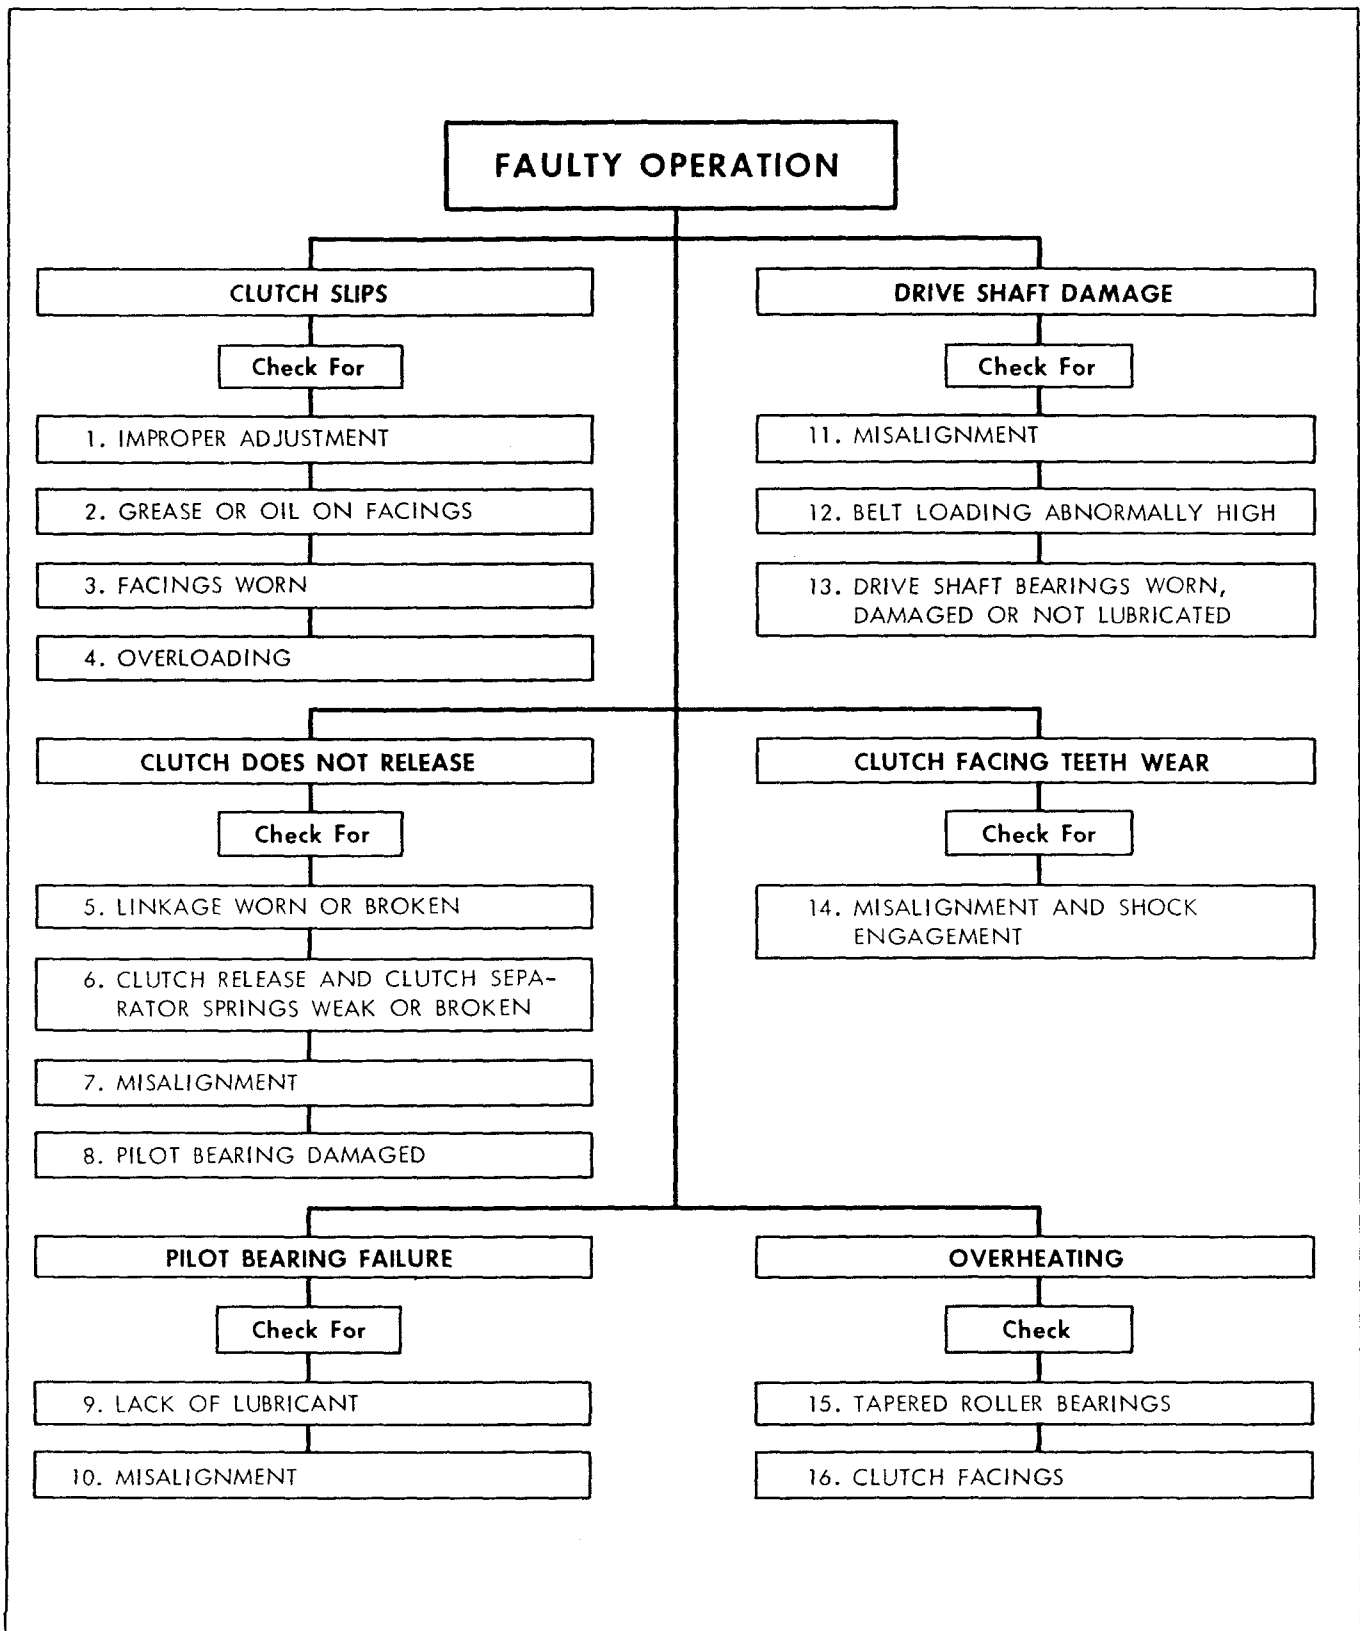 FAULTY OPERATION
CLUTCH SLIPS
Check For
1. IMPROPER ADJUSTMENT
2. GREASE OR OIL ON FACINGS
3. FACINGS WORN
4. OVERLOADING
DRIVE SHAFT DAMAGE
Check For
11. MISALIGNMENT
12. BELT LOADING ABNORMALLY HIGH
13. DRIVE SHAFT BEARINGS WORN,
DAMAGED OR NOT LUBRICATED
CLUTCH DOES NOT RELEASE
Check For
5. LINKAGE WORN OR BROKEN
6. CLUTCH RELEASE AND CLUTCH SEPA-
RATOR SPRINGS WEAK OR BROKEN
7. MISALIGNMENT
8. PILOT BEARING DAMAGED
CLUTCH FACING TEETH WEAR
Check For
14. MISALIGNMENT AND SHOCK
ENGAGEMENT
PILOT BEARING FAILURE
Check For
9. LACK OF LUBRICANT
10. MISALIGNMENT
OVERHEATING
Check
15. TAPERED ROLLER BEARINGS
16. CLUTCH FACINGS